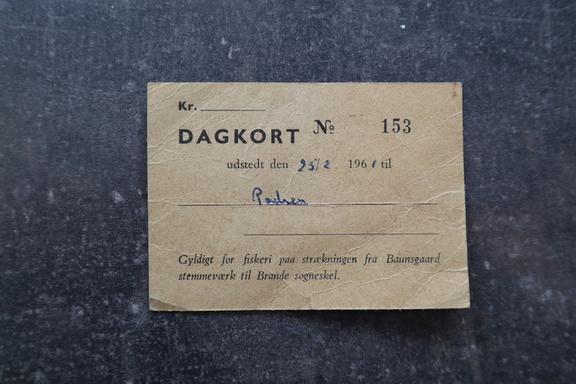 Kr.
DAGKORT № 153
udstedt den 25/2 1961 til
Gyldigt for fiskeri paa strækningen fra Baunsgaard
stemmeværk til Brande sogneskel.